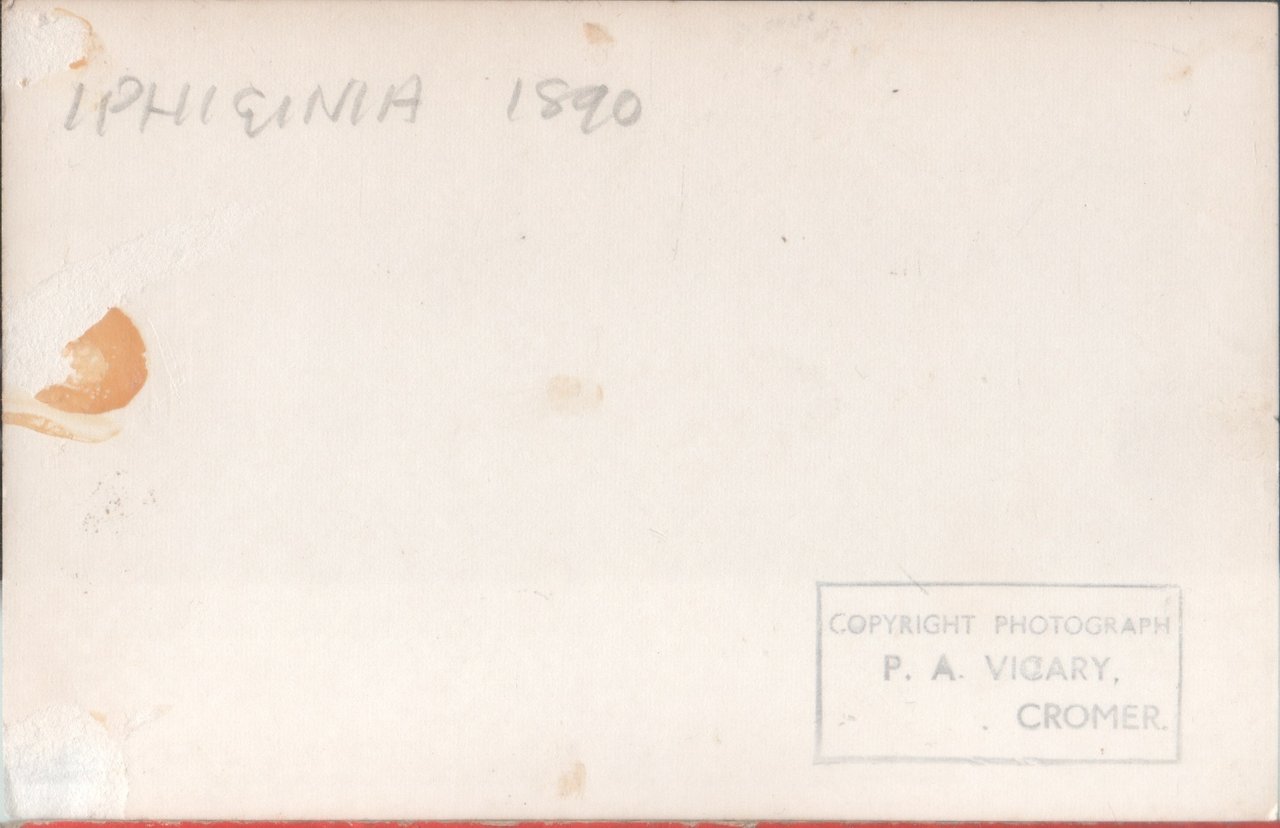 IPHIGINIA 1890
COPYRIGHT PHOTOGRAPH
P. A. VICARY,
CROMER.